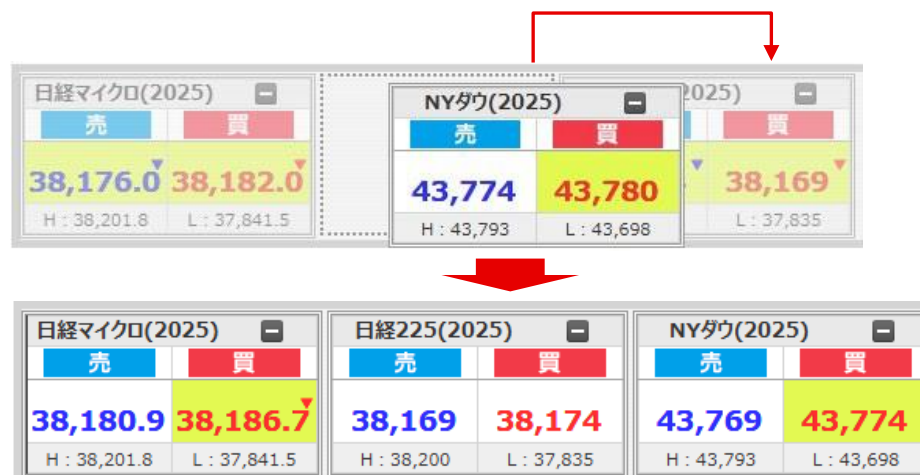 日経マイクロ(2025)
売 買
38,176.0 38,182.0
H : 38,201.8 L : 37,841.5
NYダウ(2025)
売 買
43,774 43,780
H : 43,793 L : 43,698
2025)
買
38,169
L : 37,835
日経マイクロ(2025)
売 買
38,180.9 38,186.7
H : 38,201.8 L : 37,841.5
日経225(2025)
売 買
38,169 38,174
H : 38,200 L : 37,835
NYダウ(2025)
売 買
43,769 43,774
H : 43,793 L : 43,698